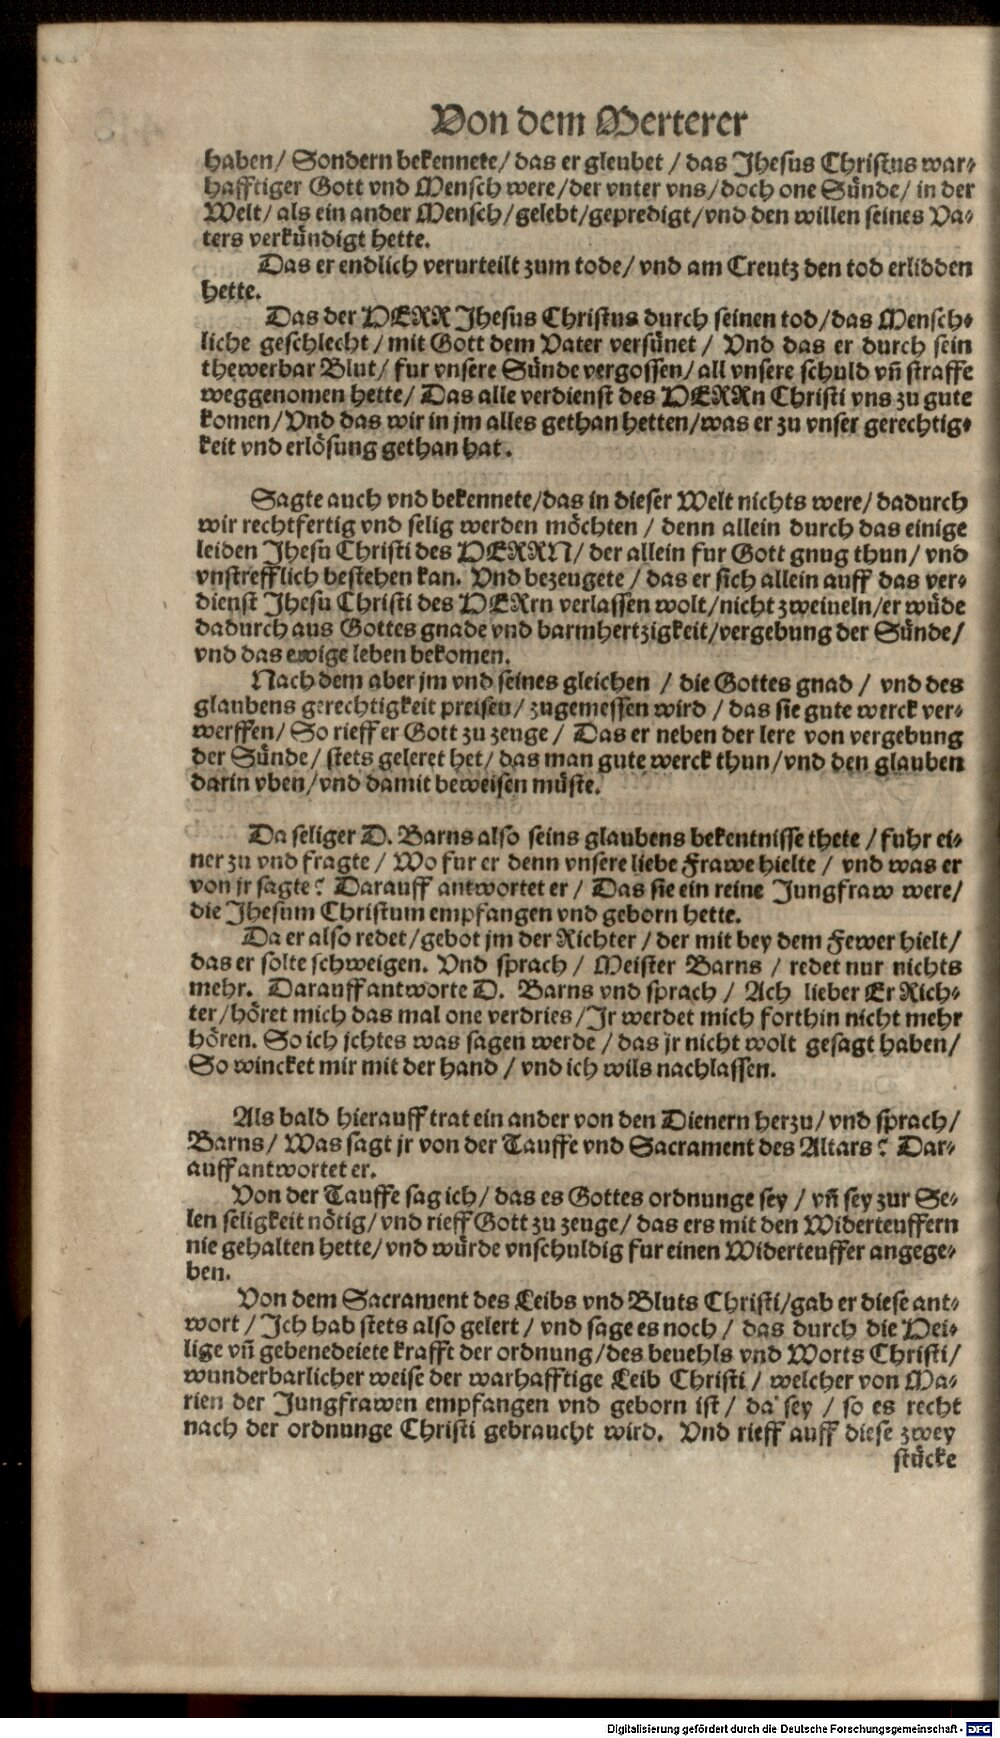 Von dem Merterer
haben/ Sondern bekennete/ das er gleubet / das Jhesus Christus war⸗
hafftiger Gott vnd Mensch were/der vnter vns/doch one Sünde/ in der
Welt/ als ein ander Mensch/gelebt/gepredigt/vnd den willen seines Va⸗
ters verkündigt hette.
Das er endlich verurteilt zum tode/ vnd am Creutz den tod erlidden
hette.
Das der HERR Jhesus Christus durch seinen tod/das Mensch⸗
liche geschlecht / mit Gott dem Vater versünet / Vnd das er durch sein
thewerbar Blut/ fur vnsere Sünde vergossen/ all vnsere schuld vñ straffe
weggenomen hette/ Das alle verdienst des HERRn Christi vns zu gute
komen/Vnd das wir in jm alles gethan hetten/was er zu vnser gerechtig⸗
keit vnd erlösung gethan hat.
Sagte auch vnd bekennete/das in dieser Welt nichts were/ dadurch
wir rechtfertig vnd selig werden möchten / denn allein durch das einige
leiden Jhesu Christi des HERRN/ der allein fur Gott gnug thun/ vnd
vnstrefflich bestehen kan. Vnd bezeugete / das er sich allein auff das ver⸗
dienst Jhesu Christi des HERrn verlassen wolt/nicht zweiueln/er wüde
dadurch aus Gottes gnade vnd barmhertzigkeit/vergebung der Sünde/
vnd das ewige leben bekomen.
Nach dem aber jm vnd seines gleichen / die Gottes gnad / vnd des
glaubens gerechtigkeit preisen/ zugemessen wird / das sie gute werck ver⸗
werffen/ So rieff er Gott zu zeuge / Das er neben der lere von vergebung
der Sünde / stets geleret het/ das man gute werck thun/vnd den glauben
darin vben/vnd damit beweisen müste.
Da seliger D. Barns also seins glaubens bekentnisse thete / fuhr ei⸗
ner zu vnd fragte / Wo fur er denn vnsere liebe Frawe hielte / vnd was er
von jr sagte? Darauff antwortet er / Das sie ein reine Jungfraw were/
die Jhesum Christum empfangen vnd geborn hette.
Da er also redet/gebot jm der Richter / der mit bey dem Fewer hielt/
das er solte schweigen. Vnd sprach / Meister Barns / redet nur nichts
mehr. Darauff antworte D. Barns vnd sprach / Ach lieber Er Rich⸗
ter/höret mich das mal one verdries/Jr werdet mich forthin nicht mehr
hören. So ich jchtes was sagen werde / das jr nicht wolt gesagt haben/
So wincket mir mit der hand / vnd ich wils nachlassen.
Als bald hierauff trat ein ander von den Dienern herzu/ vnd sprach/
Barns/ Was sagt jr von der Tauffe vnd Sacrament des Altars? Dar⸗
auff antwortet er.
Von der Tauffe sag ich/ das es Gottes ordnunge sey / vñ sey zur Se⸗
len seligkeit nötig/ vnd rieff Gott zu zeuge/ das ers mit den Widerteuffern
nie gehalten hette/ vnd würde vnschuldig fur einen Widerteuffer angege⸗
ben.
Von dem Sacrament des Leibs vnd Bluts Christi/gab er diese ant⸗
wort / Ich hab stets also gelert / vnd sage es noch / das durch die Hei⸗
lige vñ gebenedeiete krafft der ordnung/des beuehls vnd Worts Christi/
wunderbarlicher weise der warhafftige Leib Christi / welcher von Ma⸗
rien der Jungfrawen empfangen vnd geborn ist / da sey / so es recht
nach der ordnunge Christi gebraucht wird. Vnd rieff auff diese zwey
stücke
Digitalisierung gefördert durch die Deutsche Forschungsgemeinschaft - DFG